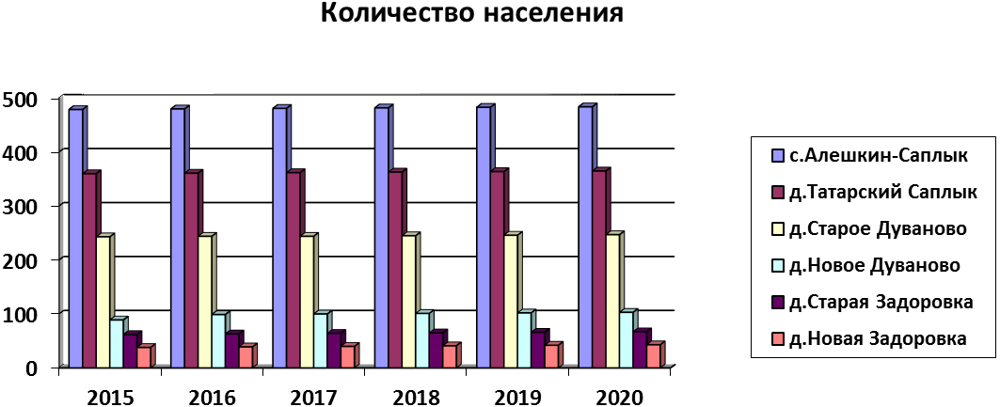 Количество населения
500
400
300
200
100
0
2015 2016 2017 2018 2019 2020
с.Алешкин-Саплык
д.Татарский Саплык
д.Старое Дуваново
д.Новое Дуваново
д.Старая Задоровка
д.Новая Задоровка